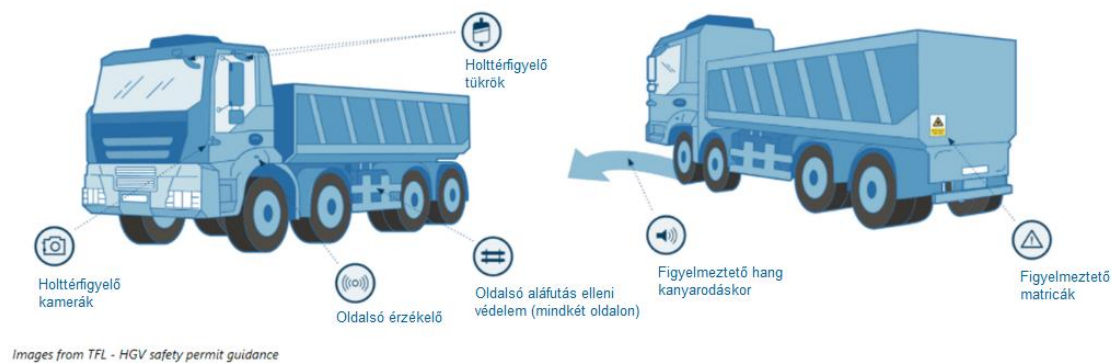 Holttérfigyelő
tükrök
Holttérfigyelő
kamerák
Oldalsó érzékelő
Oldalsó aláfutás elleni
védelem (mindkét oldalon)
Figyelmeztető hang
kanyarodáskor
Figyelmeztető
matricák
Images from TFL - HGV safety permit guidance